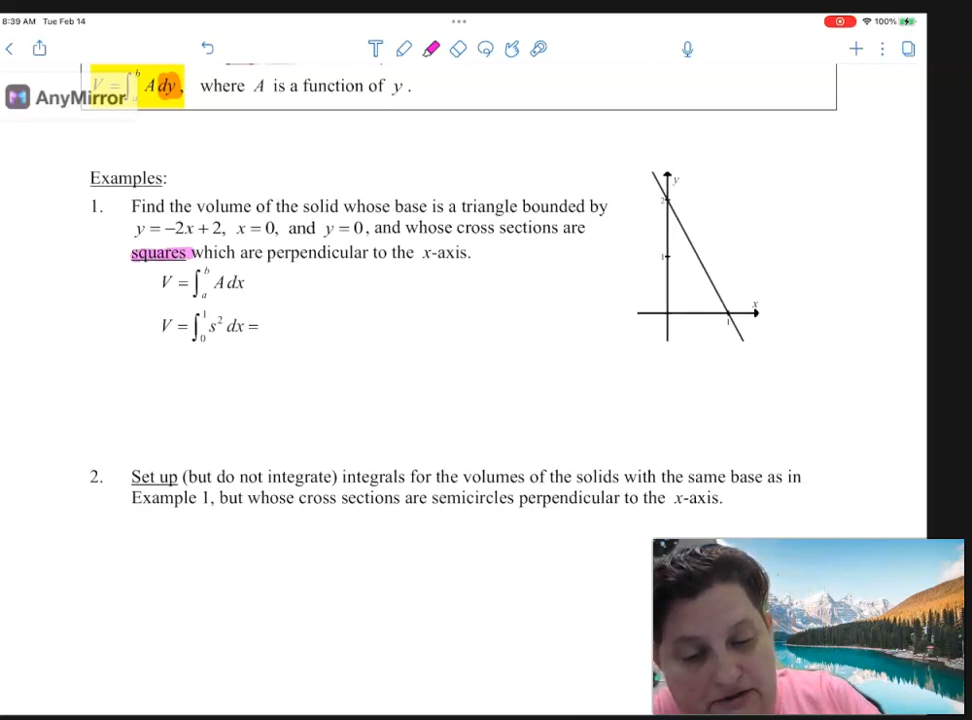 8:39 AM Tue Feb 14
100%
V = ∫ᵇ A dy, where A is a function of y.
AnyMirror
Examples:
1. Find the volume of the solid whose base is a triangle bounded by
y = −2x + 2, x = 0, and y = 0, and whose cross sections are
squares which are perpendicular to the x-axis.
V = ∫ₐᵇ A dx
V = ∫₀¹ s² dx =
y
2
1
x
1
2. Set up (but do not integrate) integrals for the volumes of the solids with the same base as in
Example 1, but whose cross sections are semicircles perpendicular to the x-axis.